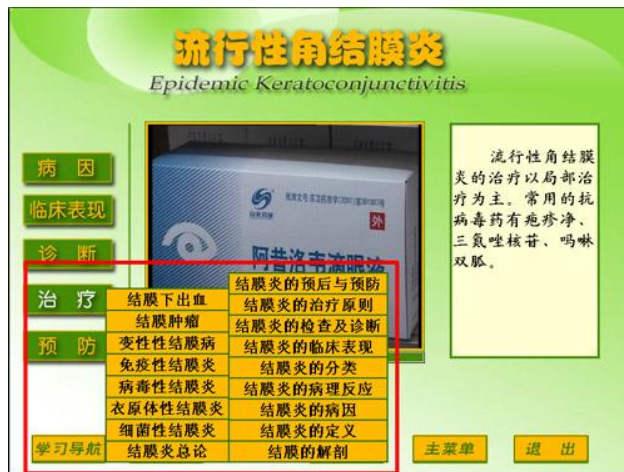 流行性角结膜炎
Epidemic Keratoconjunctivitis
病 因
临床表现
诊 断
治 疗
预 防
外
阿昔洛韦滴眼液
流行性角结膜
炎的治疗以局部治
疗为主。常用的抗
病毒药有疱疹净、
三氮唑核苷、吗啉
双胍。
结膜下出血
结膜肿瘤
变性性结膜病
免疫性结膜炎
病毒性结膜炎
衣原体性结膜炎
细菌性结膜炎
结膜炎总论
结膜炎的预后与预防
结膜炎的治疗原则
结膜炎的检查及诊断
结膜炎的临床表现
结膜炎的分类
结膜炎的病理反应
结膜炎的病因
结膜炎的定义
结膜的解剖
学习导航
主菜单
退 出